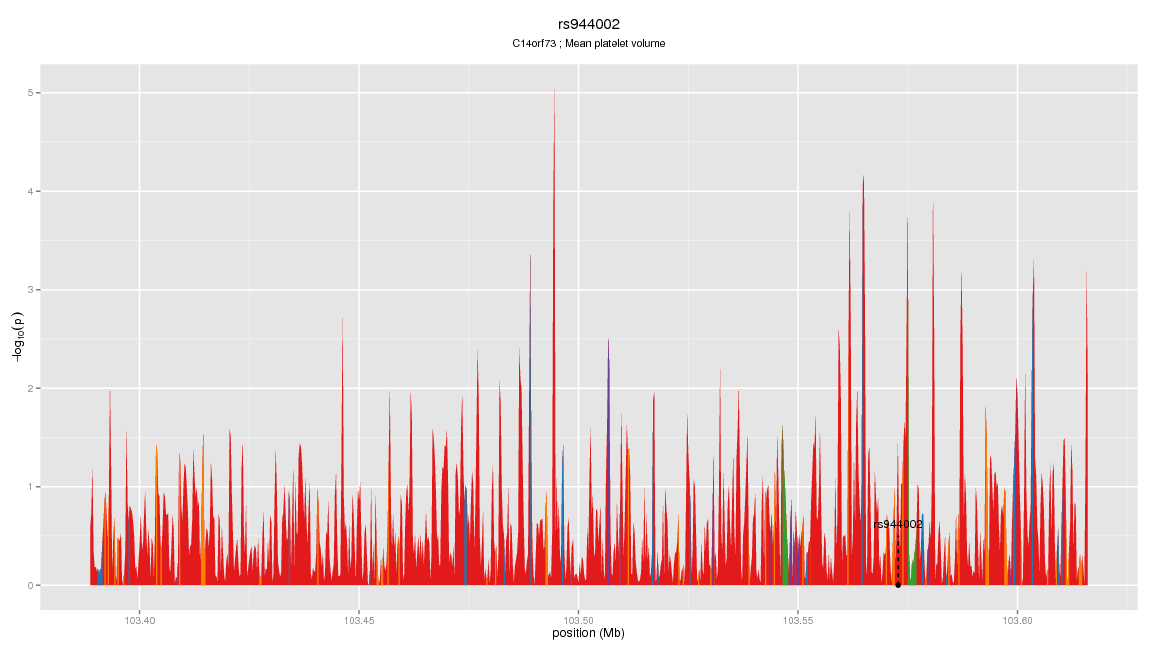 rs944002
C14orf73 ; Mean platelet volume
5
4
3
2
1
0
−log10(p)
rs944002
103.40
103.45
103.50
103.55
103.60
position (Mb)